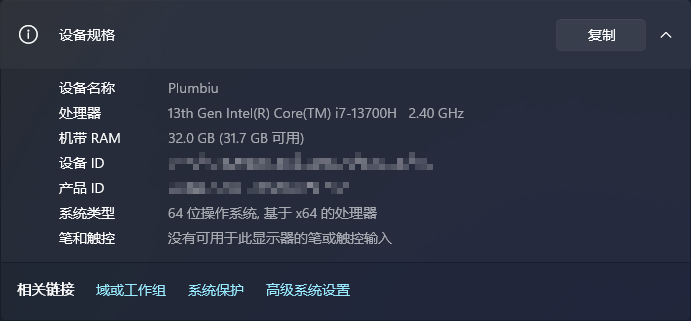 设备规格
复制
设备名称 Plumbiu
处理器 13th Gen Intel(R) Core(TM) i7-13700H 2.40 GHz
机带 RAM 32.0 GB (31.7 GB 可用)
设备 ID
产品 ID
系统类型 64 位操作系统, 基于 x64 的处理器
笔和触控 没有可用于此显示器的笔或触控输入
相关链接 域或工作组 系统保护 高级系统设置